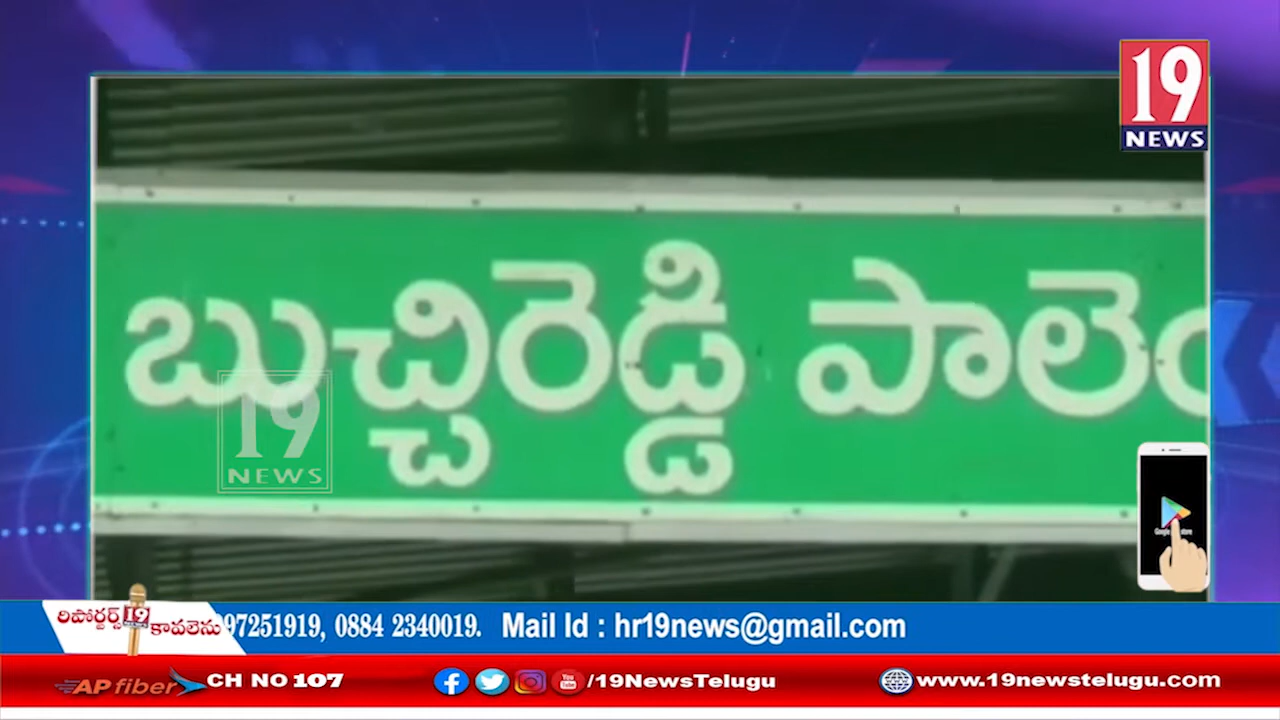 19
NEWS
బుచ్చిరెడ్డి పాలెం
19
NEWS
రిపోర్టర్స్ 19 కావలెను
97251919, 0884 2340019. Mail Id : hr19news@gmail.com
AP fiber CH NO 107 /19NewsTelugu www.19newstelugu.com